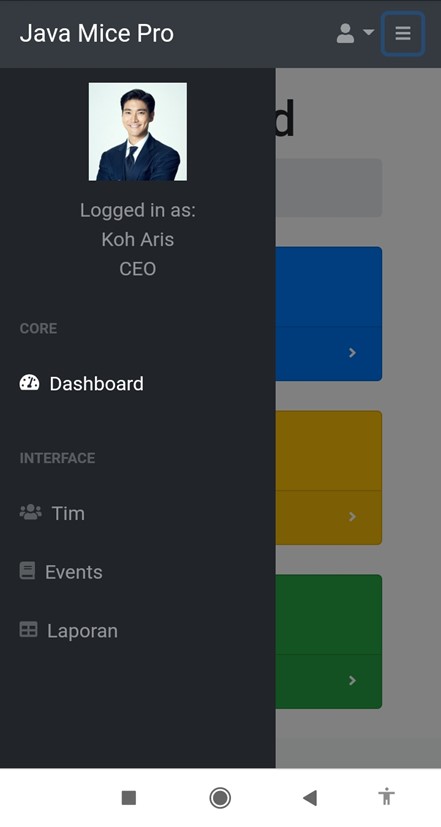 Java Mice Pro
d
Logged in as:
Koh Aris
CEO
CORE
Dashboard
INTERFACE
Tim
Events
Laporan